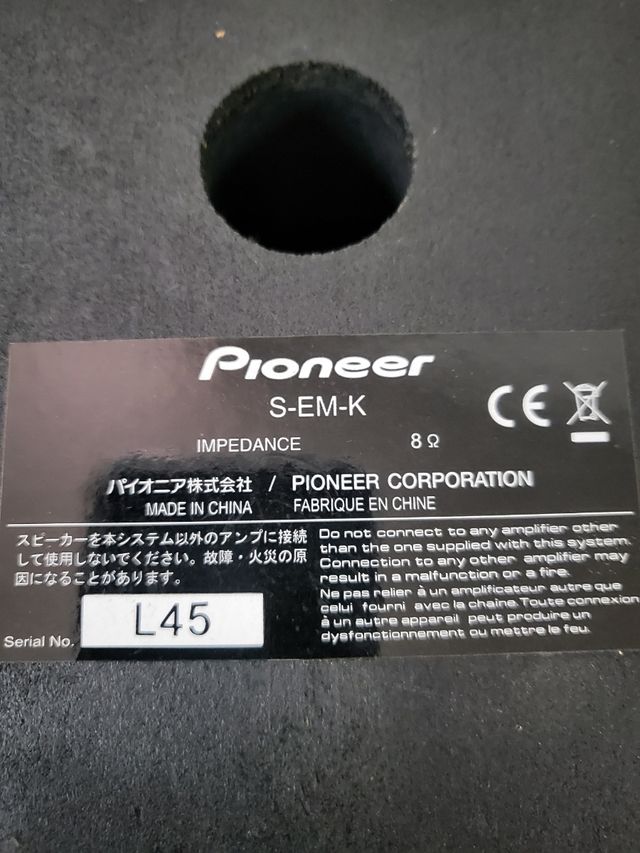 Pioneer
S-EM-K
CE
IMPEDANCE 8 Ω
パイオニア株式会社 / PIONEER CORPORATION
MADE IN CHINA FABRIQUE EN CHINE
スピーカーを本システム以外のアンプに接続
して使用しないでください。故障・火災の原
因になることがあります。
Do not connect to any amplifier other
than the one supplied with this system.
Connection to any other amplifier may
result in a malfunction or a fire.
Ne pas relier à un amplificateur autre que
celui fourni avec la chaine. Toute connexion
à un autre appareil peut produire un
dysfonctionnement ou mettre le feu.
Serial No. L45